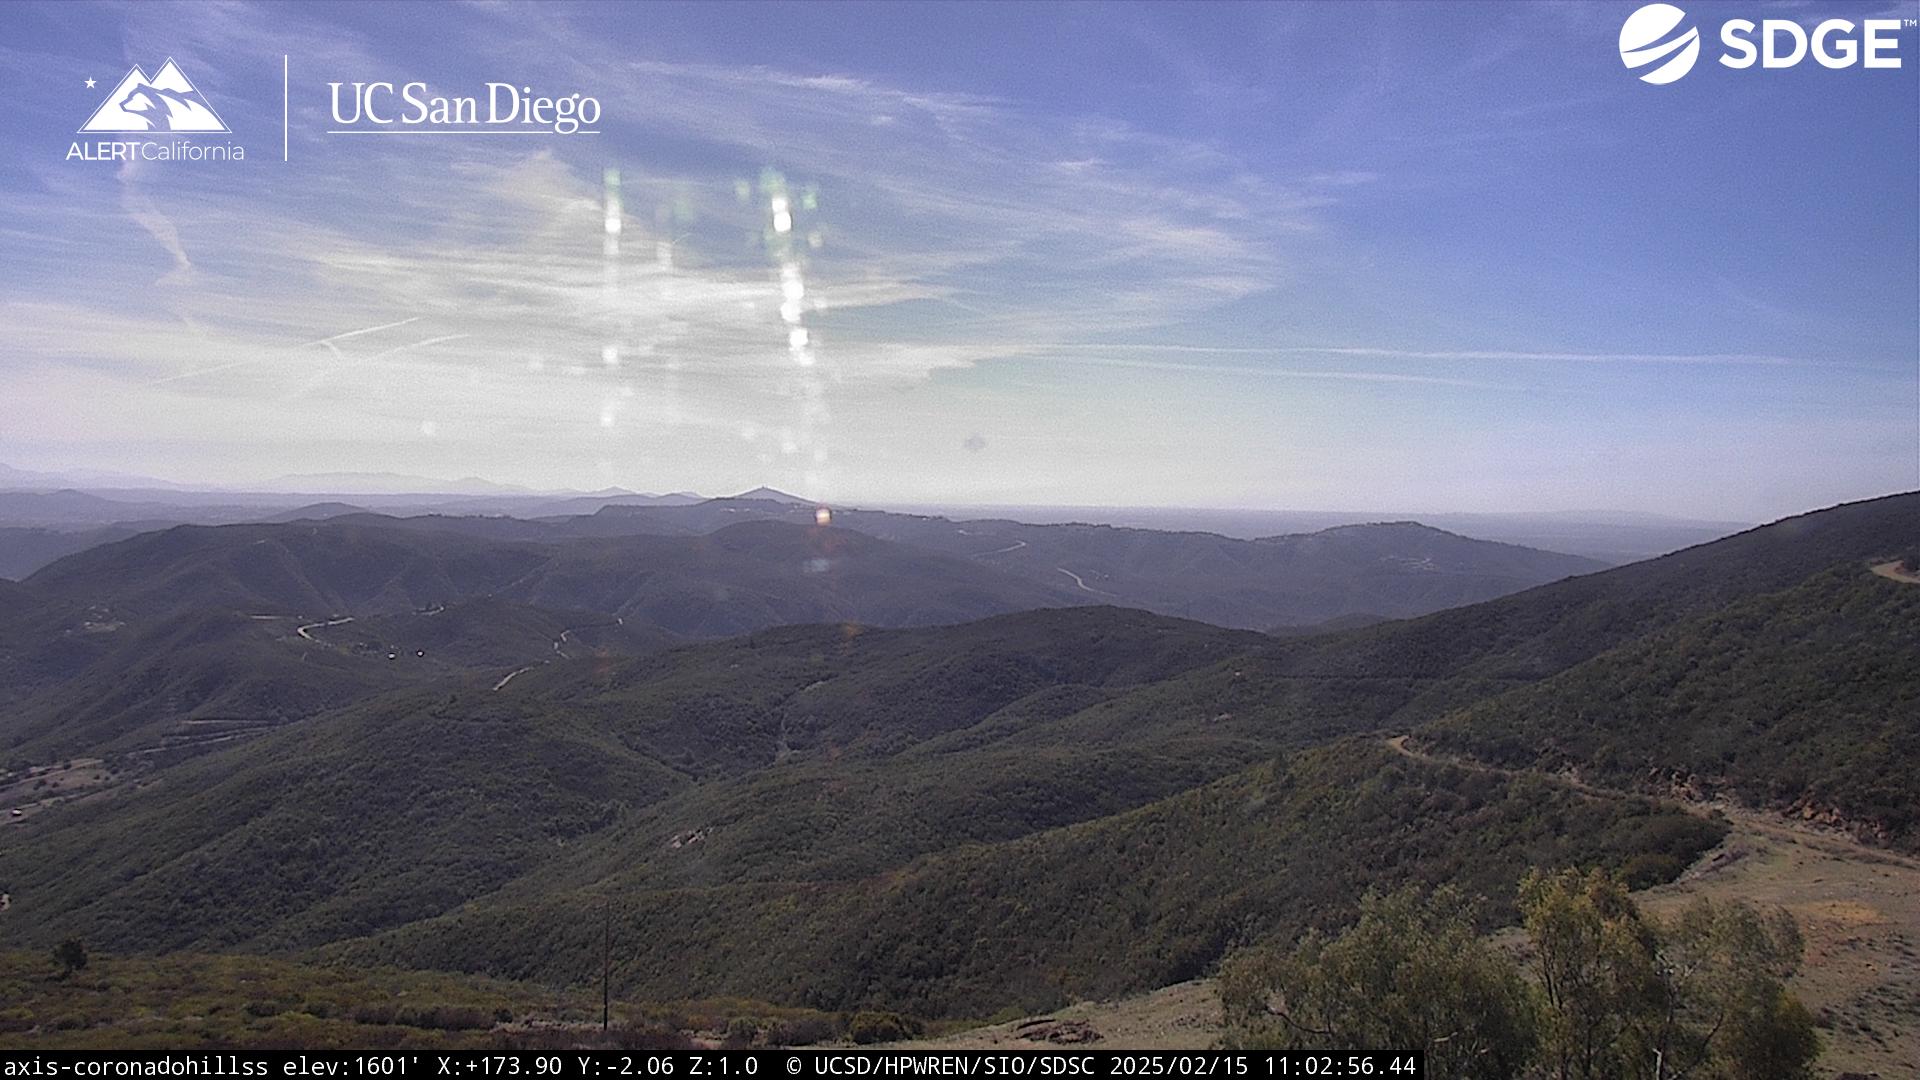 SDGE™
UC San Diego
ALERTCalifornia
axis-coronadohillss elev:1601' X:+173.90 Y:-2.06 Z:1.0 © UCSD/HPWREN/SIO/SDSC 2025/02/15 11:02:56.44